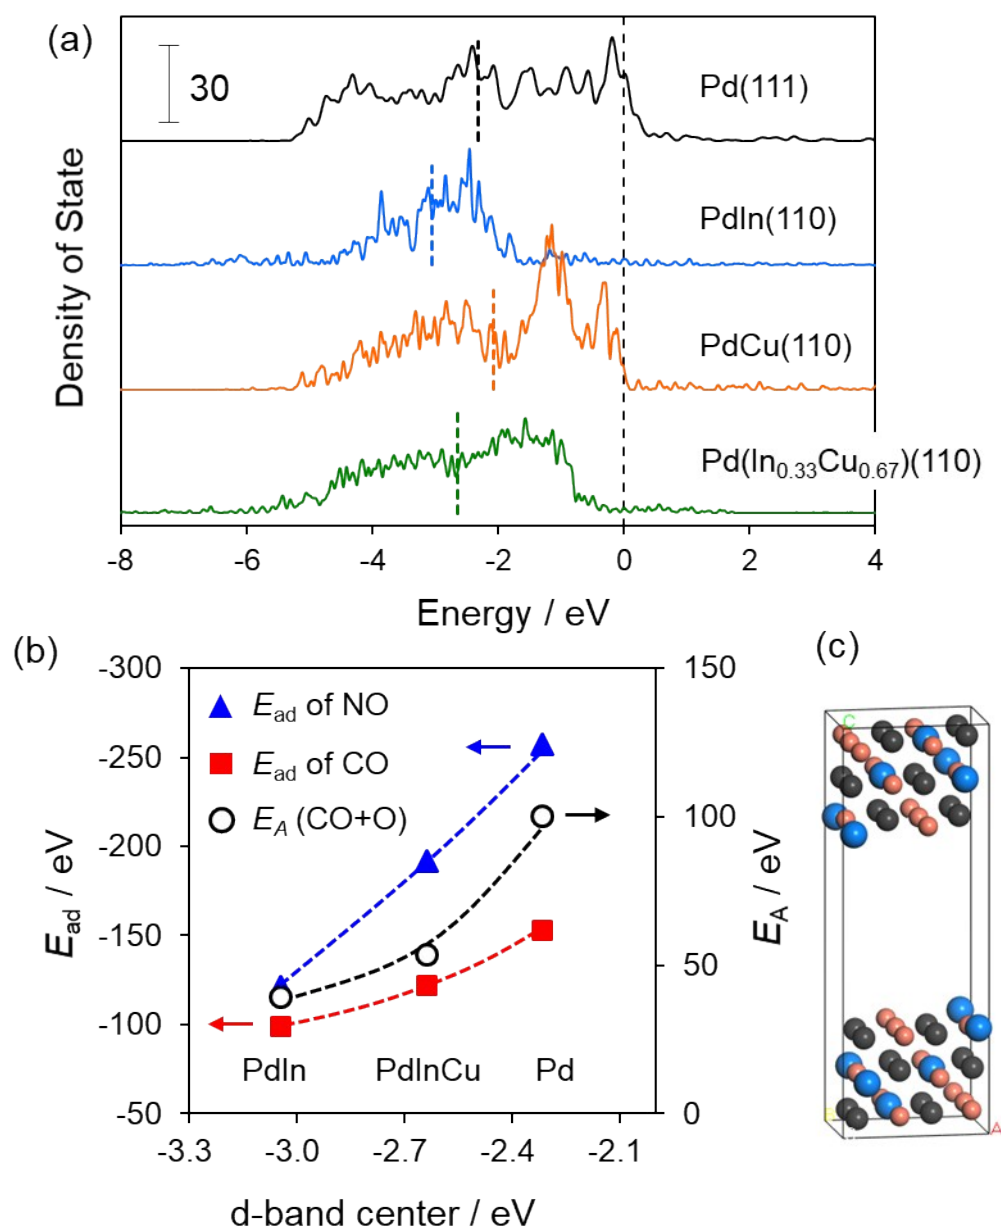 (a)
30
Pd(111)
PdIn(110)
PdCu(110)
Pd(In0.33Cu0.67)(110)
Density of State
-8 -6 -4 -2 0 2 4
Energy / eV
(b)
(c)
-300
-250
-200
-150
-100
-50
Ead / eV
Ead of NO
Ead of CO
EA (CO+O)
PdIn PdInCu Pd
150
100
50
0
EA / eV
-3.3 -3.0 -2.7 -2.4 -2.1
d-band center / eV
C
A